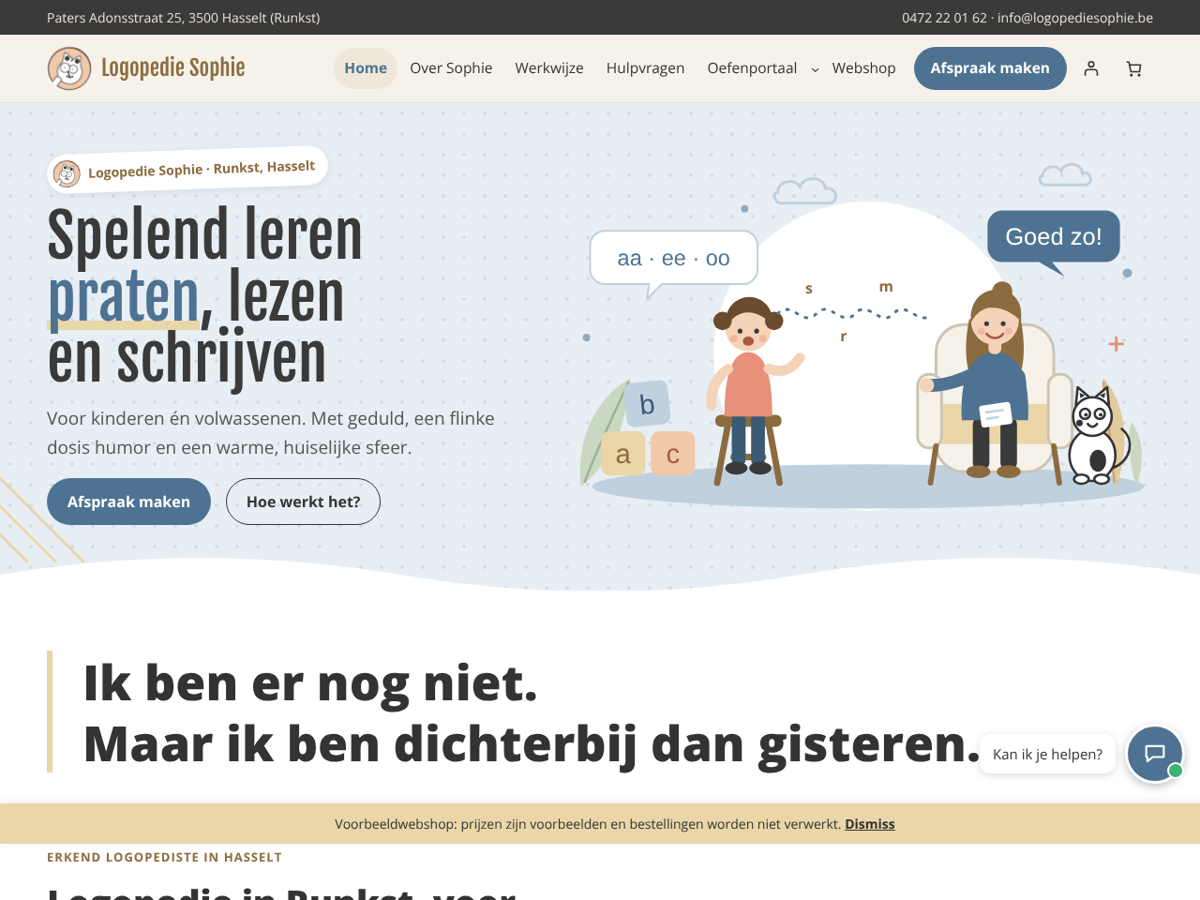 Paters Adonsstraat 25, 3500 Hasselt (Runkst)
0472 22 01 62 · info@logopediesophie.be
Logopedie Sophie
Home Over Sophie Werkwijze Hulpvragen Oefenportaal Webshop Afspraak maken
Logopedie Sophie · Runkst, Hasselt
Spelend leren
praten, lezen
en schrijven
Voor kinderen én volwassenen. Met geduld, een flinke
dosis humor en een warme, huiselijke sfeer.
Afspraak maken
Hoe werkt het?
aa · ee · oo
Goed zo!
s
m
r
b
a
c
Ik ben er nog niet.
Maar ik ben dichterbij dan gisteren.
Kan ik je helpen?
Voorbeeldwebshop: prijzen zijn voorbeelden en bestellingen worden niet verwerkt. Dismiss
ERKEND LOGOPEDISTE IN HASSELT
Logopedie in Runkst, voor